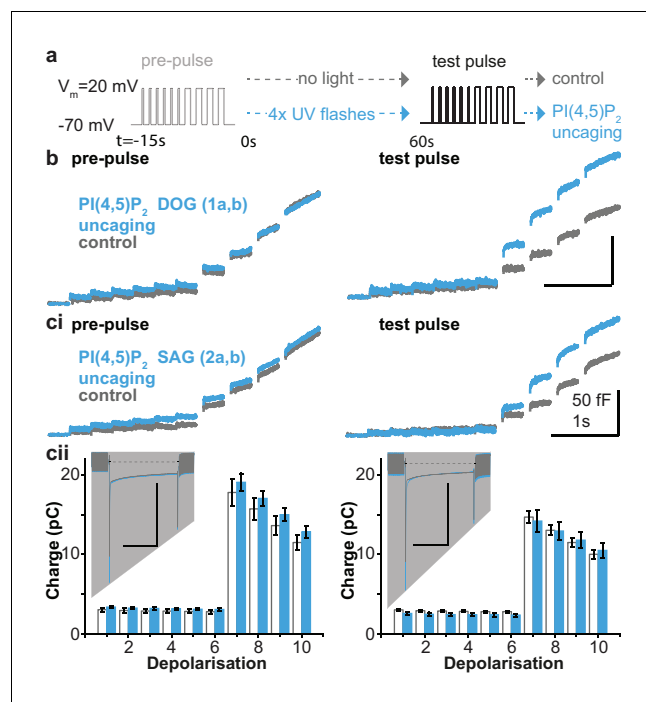 a
pre-pulse
test pulse
Vm=20 mV
no light
control
-70 mV
4x UV flashes
PI(4,5)P2
uncaging
t=-15s
0s
60s
b pre-pulse
test pulse
PI(4,5)P2 DOG (1a,b)
uncaging
control
ci pre-pulse
test pulse
PI(4,5)P2 SAG (2a,b)
uncaging
control
50 fF
1s
cii
Charge (pC)
20
10
0
2 4 6 8 10
Depolarisation
Charge (pC)
20
10
0
2 4 6 8 10
Depolarisation